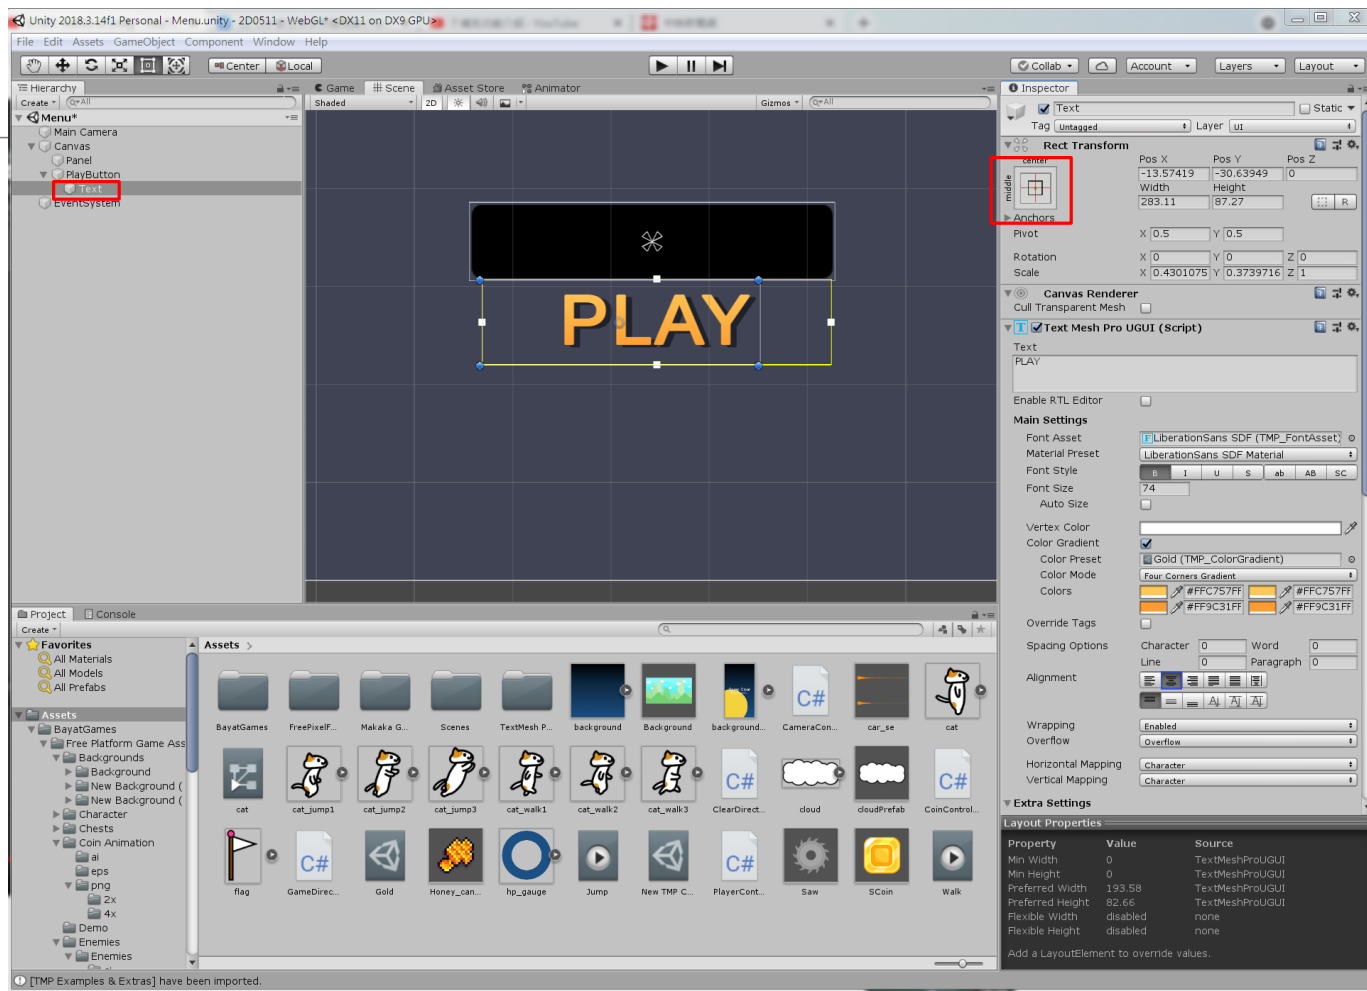 Unity 2018.3.14f1 Personal - Menu.unity - 2D0511 - WebGL* <DX11 on DX9 GPU>
File Edit Assets GameObject Component Window Help
Center Local
Collab Account Layers Layout
Hierarchy
Create All
Menu*
Main Camera
Canvas
Panel
PlayButton
Text
EventSystem
Game Scene Asset Store Animator
Shaded 2D Gizmos All
PLAY
Inspector
Text Static
Tag Untagged Layer UI
Rect Transform
center
middle
Pos X Pos Y Pos Z
-13.57419 -30.63949 0
Width Height
283.11 87.27
R
Anchors
Pivot X 0.5 Y 0.5
Rotation X 0 Y 0 Z 0
Scale X 0.4301075 Y 0.3739716 Z 1
Canvas Renderer
Cull Transparent Mesh
Text Mesh Pro UGUI (Script)
Text
PLAY
Enable RTL Editor
Main Settings
Font Asset LiberationSans SDF (TMP_FontAsset)
Material Preset LiberationSans SDF Material
Font Style B I U S ab AB SC
Font Size 74
Auto Size
Vertex Color
Color Gradient
Color Preset Gold (TMP_ColorGradient)
Color Mode Four Corners Gradient
Colors #FFC757FF #FFC757FF
#FF9C31FF #FF9C31FF
Override Tags
Spacing Options Character 0 Word 0
Line 0 Paragraph 0
Alignment
Wrapping Enabled
Overflow Overflow
Horizontal Mapping Character
Vertical Mapping Character
Extra Settings
Layout Properties
Property Value Source
Min Width 0 TextMeshProUGUI
Min Height 0 TextMeshProUGUI
Preferred Width 193.58 TextMeshProUGUI
Preferred Height 82.66 TextMeshProUGUI
Flexible Width disabled none
Flexible Height disabled none
Add a LayoutElement to override values.
Project Console
Create
Favorites
All Materials
All Models
All Prefabs
Assets
BayatGames
Free Platform Game Ass
Backgrounds
Background
New Background (
New Background (
Character
Chests
Coin Animation
ai
eps
png
2x
4x
Demo
Enemies
Enemies
Assets >
BayatGames FreePixelF... Makaka G... Scenes TextMesh P... background Background background... CameraCon... car_se cat
cat cat_jump1 cat_jump2 cat_jump3 cat_walk1 cat_walk2 cat_walk3 ClearDirect... cloud cloudPrefab CoinControl...
flag GameDirec... Gold Honey_can... hp_gauge Jump New TMP C... PlayerCont... Saw SCoin Walk
C# C# C# C# C#
[TMP Examples & Extras] have been imported.